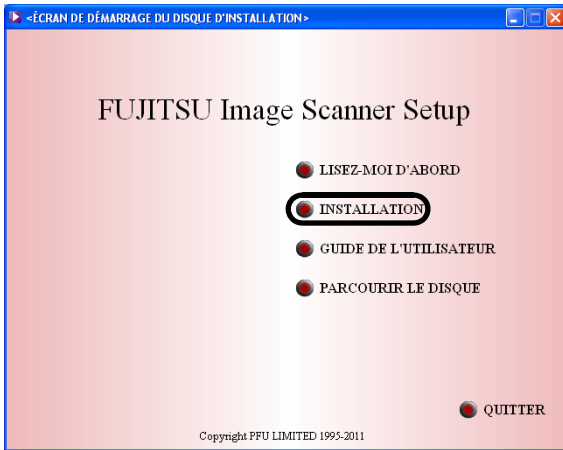 <ÉCRAN DE DÉMARRAGE DU DISQUE D'INSTALLATION>
FUJITSU Image Scanner Setup
LISEZ-MOI D'ABORD
INSTALLATION
GUIDE DE L'UTILISATEUR
PARCOURIR LE DISQUE
QUITTER
Copyright PFU LIMITED 1995-2011